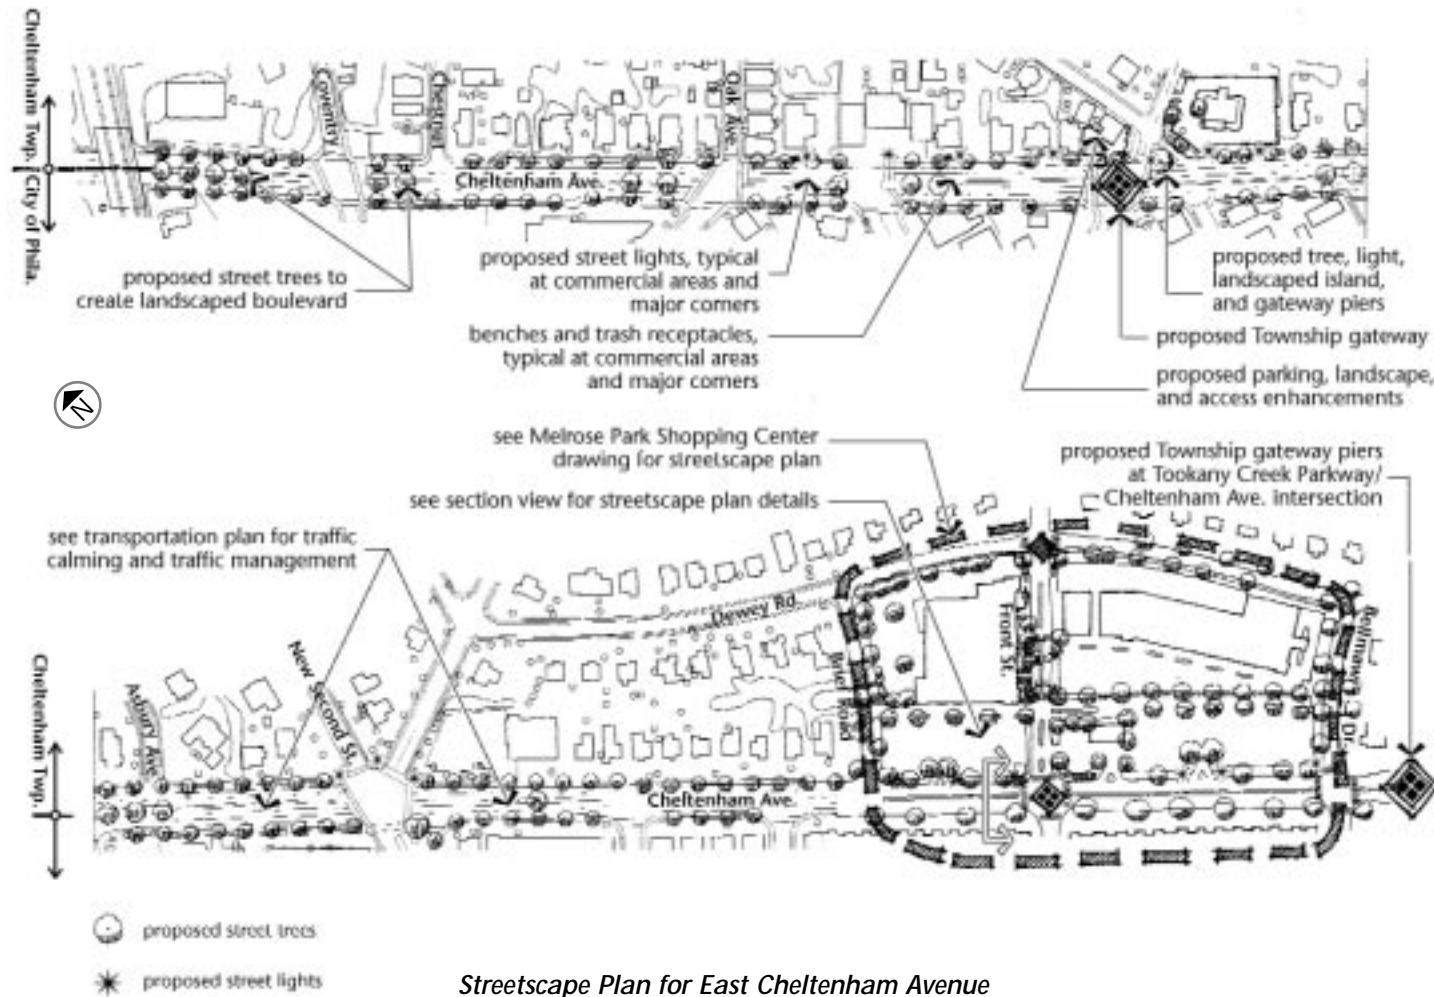 Cheltenham Twp.
City of Phila.
Coventry
Chestnut
Oak Ave.
Cheltenham Ave.
proposed street trees to
create landscaped boulevard
proposed street lights, typical
at commercial areas and
major corners
benches and trash receptacles,
typical at commercial areas
and major corners
proposed tree, light,
landscaped island,
and gateway piers
proposed Township gateway
proposed parking, landscape,
and access enhancements
N
see Melrose Park Shopping Center
drawing for streetscape plan
see section view for streetscape plan details
proposed Township gateway piers
at Tookany Creek Parkway/
Cheltenham Ave. intersection
see transportation plan for traffic
calming and traffic management
Cheltenham Twp.
Asbury Ave.
New Second St.
Dewey Rd.
Front St.
Road
Dr.
Cheltenham Ave.
proposed street trees
proposed street lights
Streetscape Plan for East Cheltenham Avenue